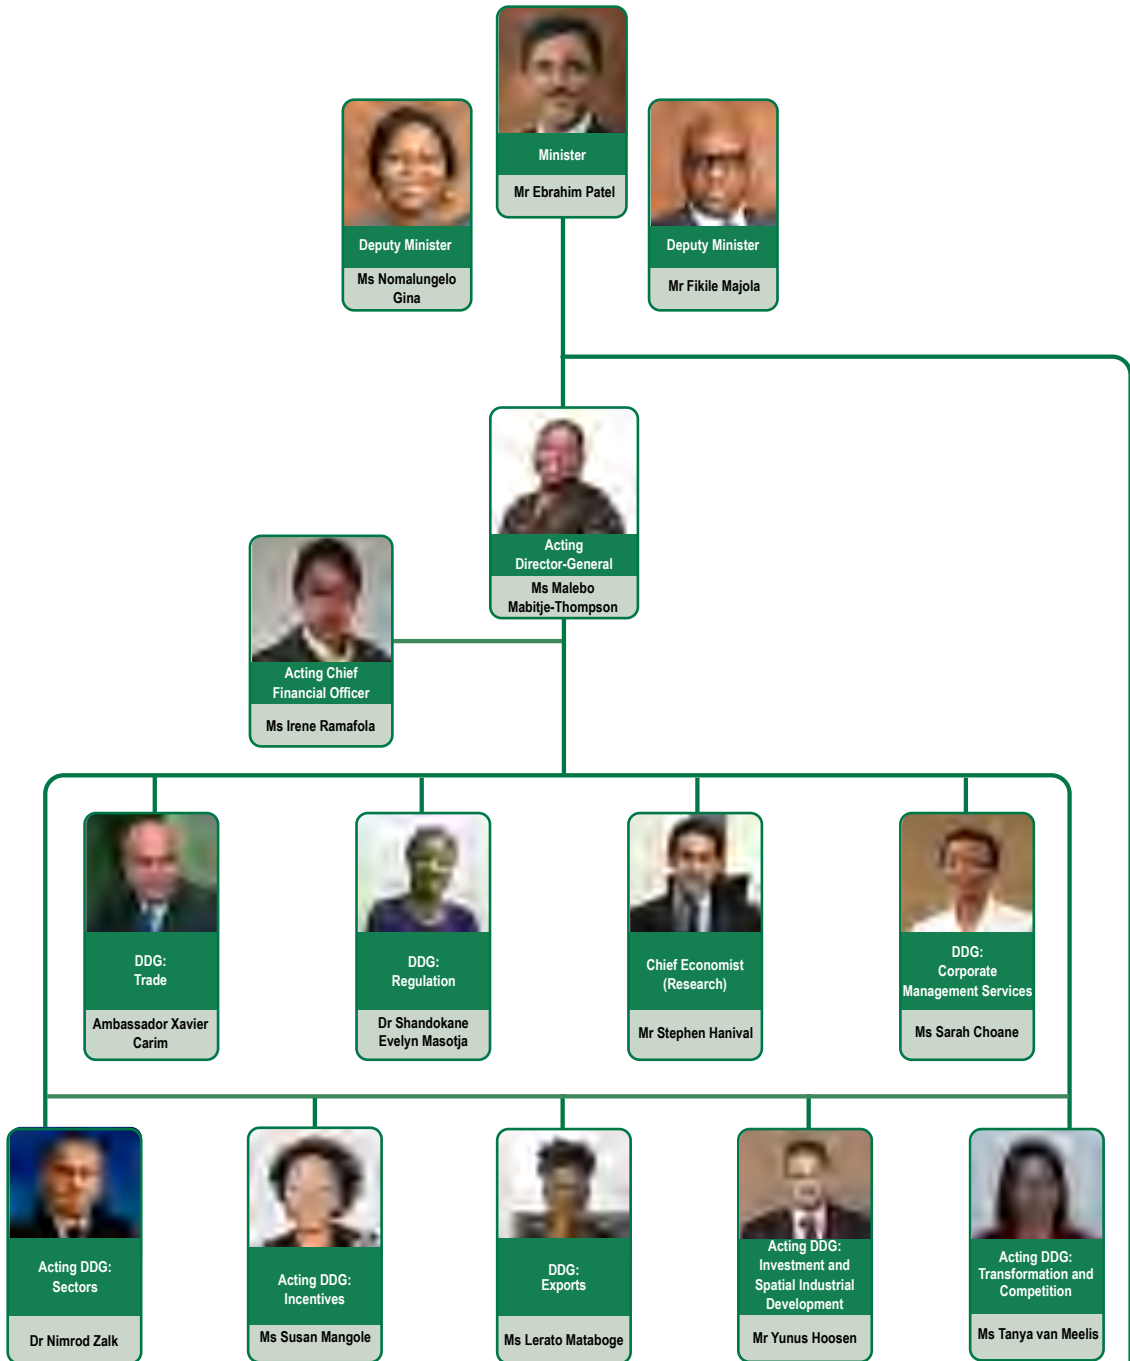 Minister
Mr Ebrahim Patel
Deputy Minister
Ms Nomalungelo
Gina
Deputy Minister
Mr Fikile Majola
Acting
Director-General
Ms Malebo
Mabitje-Thompson
Acting Chief
Financial Officer
Ms Irene Ramafola
DDG:
Trade
Ambassador Xavier
Carim
DDG:
Regulation
Dr Shandokane
Evelyn Masotja
Chief Economist
(Research)
Mr Stephen Hanival
DDG:
Corporate
Management Services
Ms Sarah Choane
Acting DDG:
Sectors
Dr Nimrod Zalk
Acting DDG:
Incentives
Ms Susan Mangole
DDG:
Exports
Ms Lerato Mataboge
Acting DDG:
Investment and
Spatial Industrial
Development
Mr Yunus Hoosen
Acting DDG:
Transformation and
Competition
Ms Tanya van Meelis